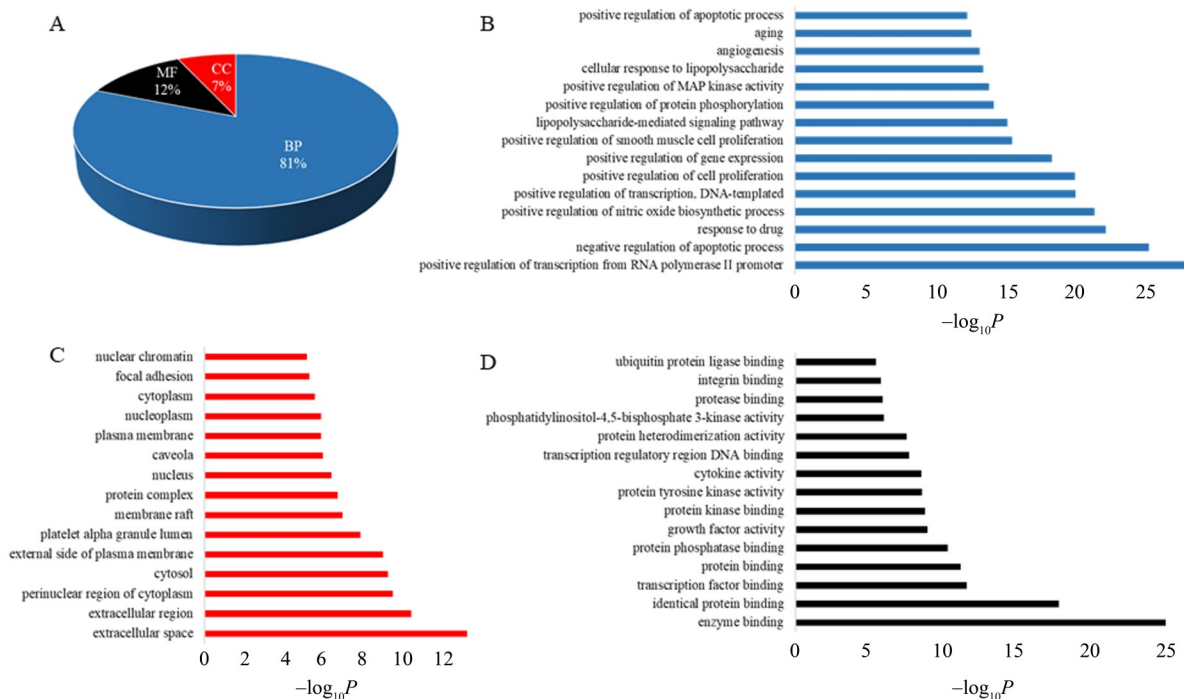 A
MF
12%
CC
7%
BP
81%
B
positive regulation of apoptotic process
aging
angiogenesis
cellular response to lipopolysaccharide
positive regulation of MAP kinase activity
positive regulation of protein phosphorylation
lipopolysaccharide-mediated signaling pathway
positive regulation of smooth muscle cell proliferation
positive regulation of gene expression
positive regulation of cell proliferation
positive regulation of transcription, DNA-templated
positive regulation of nitric oxide biosynthetic process
response to drug
negative regulation of apoptotic process
positive regulation of transcription from RNA polymerase II promoter
0 5 10 15 20 25
–log10P
C
nuclear chromatin
focal adhesion
cytoplasm
nucleoplasm
plasma membrane
caveola
nucleus
protein complex
membrane raft
platelet alpha granule lumen
external side of plasma membrane
cytosol
perinuclear region of cytoplasm
extracellular region
extracellular space
0 2 4 6 8 10 12
–log10P
D
ubiquitin protein ligase binding
integrin binding
protease binding
phosphatidylinositol-4,5-bisphosphate 3-kinase activity
protein heterodimerization activity
transcription regulatory region DNA binding
cytokine activity
protein tyrosine kinase activity
protein kinase binding
growth factor activity
protein phosphatase binding
protein binding
transcription factor binding
identical protein binding
enzyme binding
0 5 10 15 20 25
–log10P